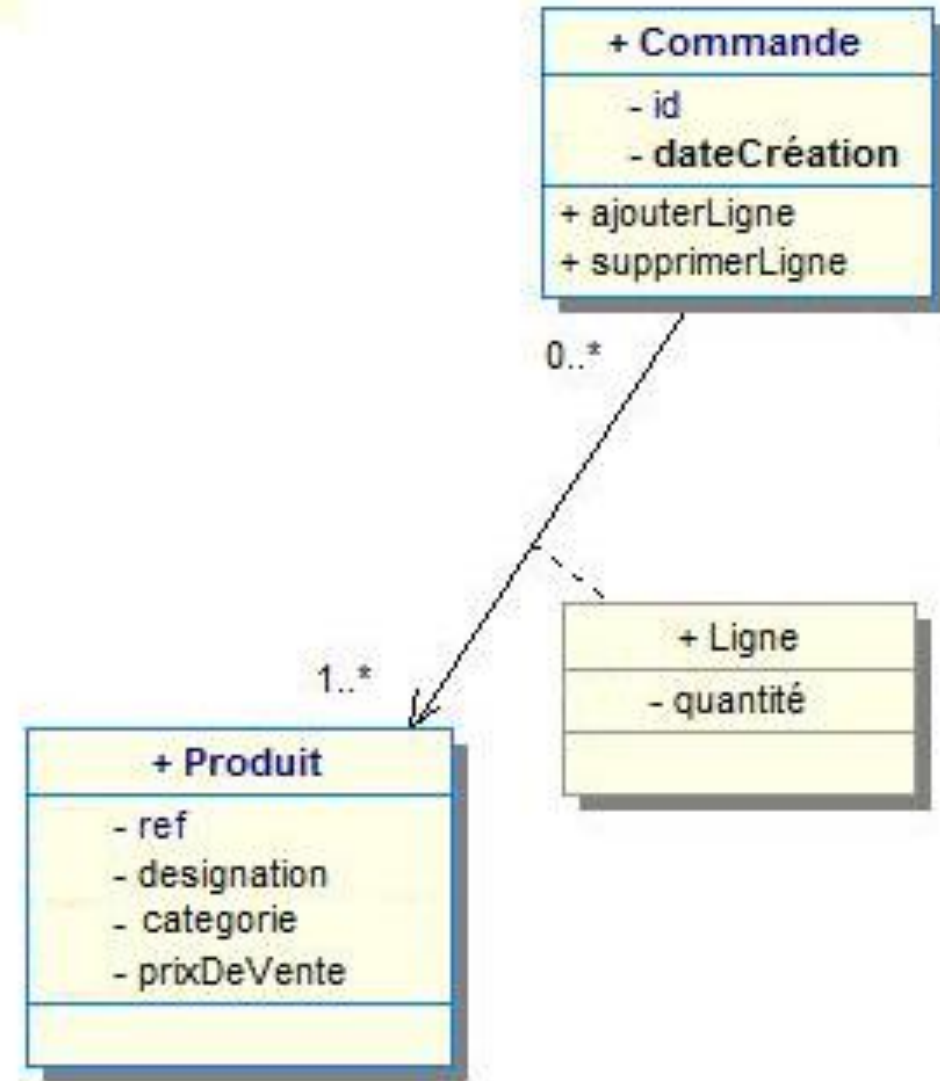 + Commande
- id
- dateCréation
+ ajouterLigne
+ supprimerLigne
0..*
+ Ligne
- quantité
1..*
+ Produit
- ref
- designation
- categorie
- prixDeVente